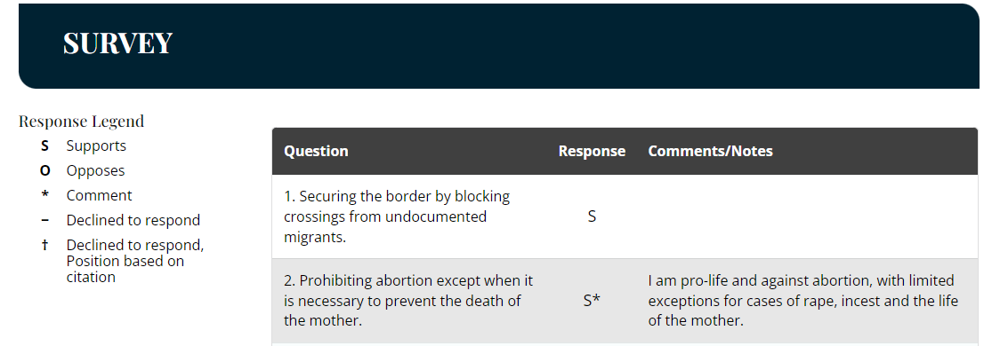 SURVEY
Response Legend
S Supports
O Opposes
* Comment
– Declined to respond
† Declined to respond,
Position based on
citation
Question Response Comments/Notes
1. Securing the border by blocking
crossings from undocumented S
migrants.
2. Prohibiting abortion except when it I am pro-life and against abortion, with limited
is necessary to prevent the death of S* exceptions for cases of rape, incest and the life
the mother. of the mother.